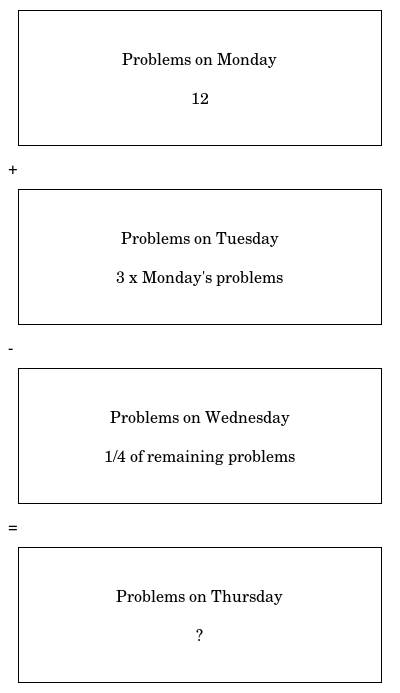 Problems on Monday
12
+
Problems on Tuesday
3 x Monday's problems
-
Problems on Wednesday
1/4 of remaining problems
=
Problems on Thursday
?